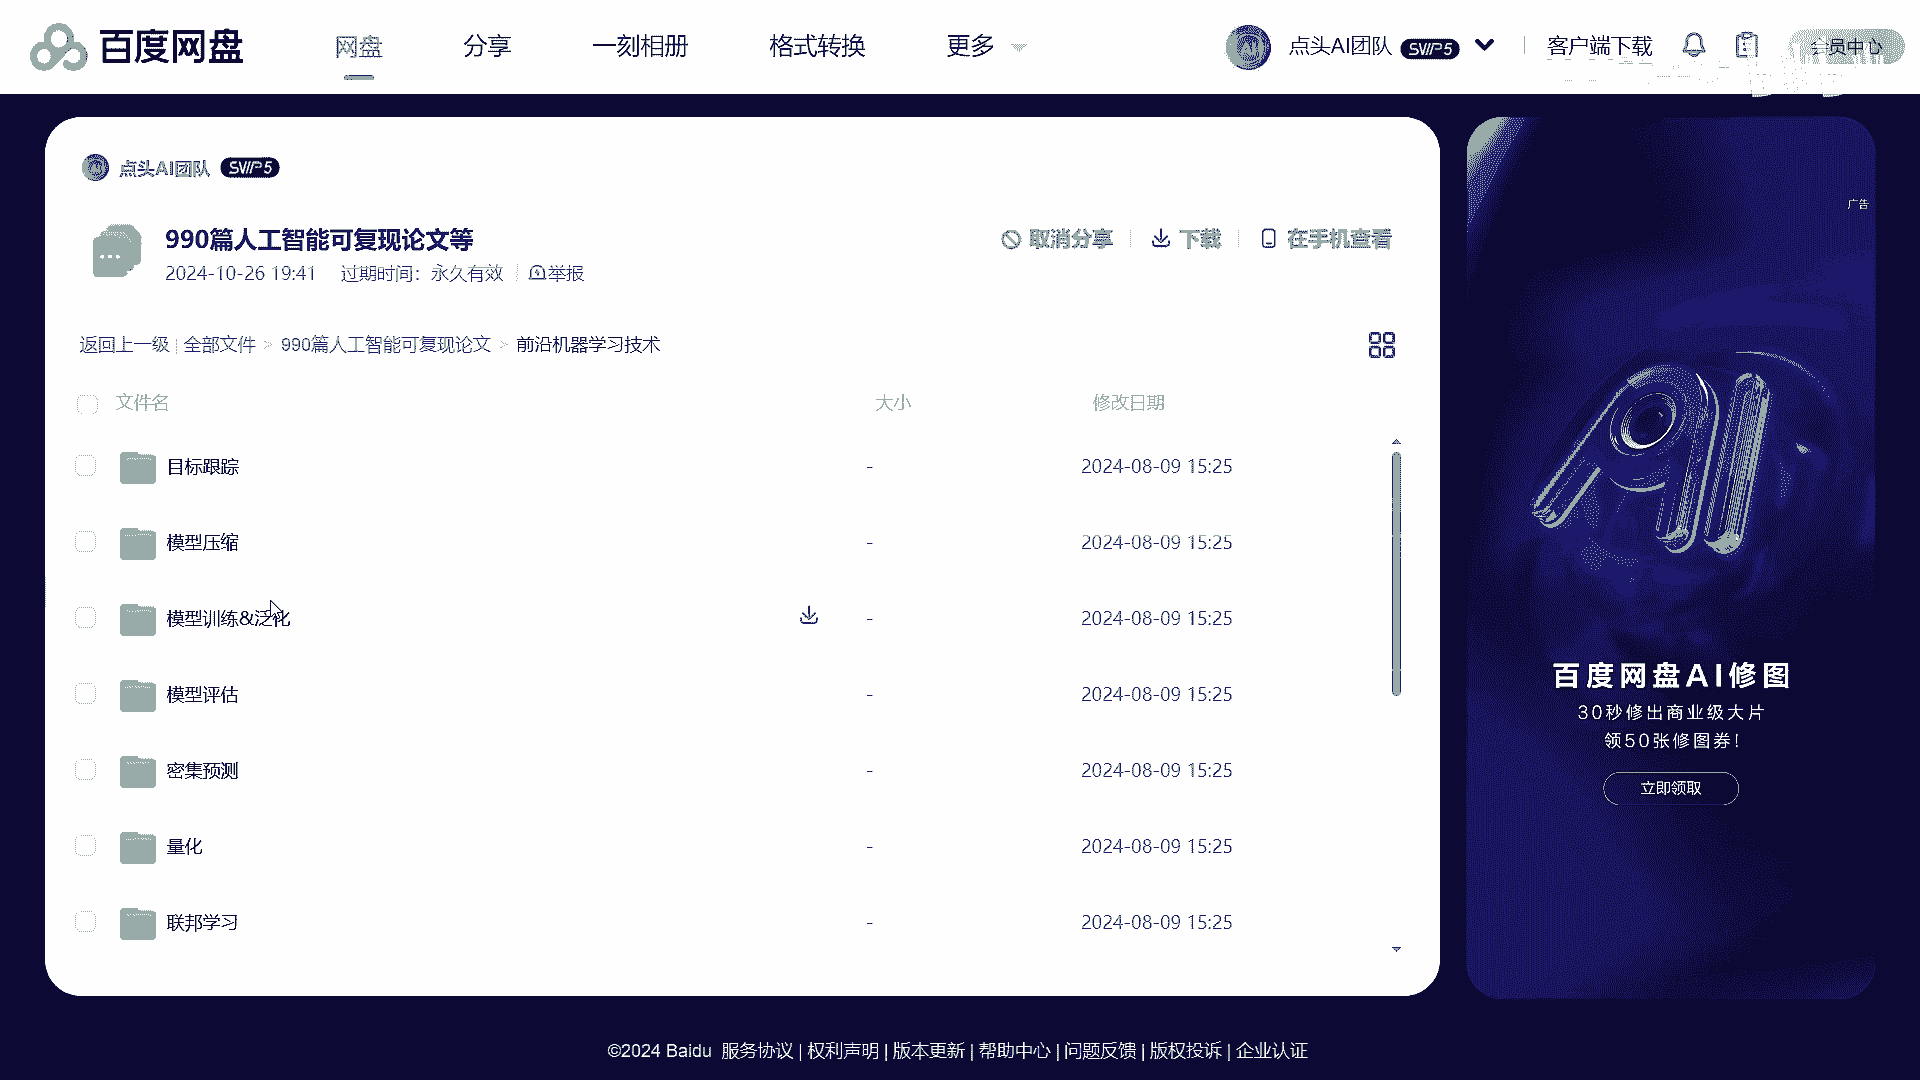 百度网盘 网盘 分享 一刻相册 格式转换 更多 点头AI团队 SVIP5 客户端下载 会员中心
点头AI团队 SVIP5
990篇人工智能可复现论文等 取消分享 下载 在手机查看
2024-10-26 19:41 过期时间：永久有效 举报
返回上一级 | 全部文件 > 990篇人工智能可复现论文 > 前沿机器学习技术
文件名 大小 修改日期
目标跟踪 - 2024-08-09 15:25
模型压缩 - 2024-08-09 15:25
模型训练&泛化 - 2024-08-09 15:25
模型评估 - 2024-08-09 15:25
密集预测 - 2024-08-09 15:25
量化 - 2024-08-09 15:25
联邦学习 - 2024-08-09 15:25
广告
AI
百度网盘AI修图
30秒修出商业级大片
领50张修图券!
立即领取
©2024 Baidu 服务协议 | 权利声明 | 版本更新 | 帮助中心 | 问题反馈 | 版权投诉 | 企业认证